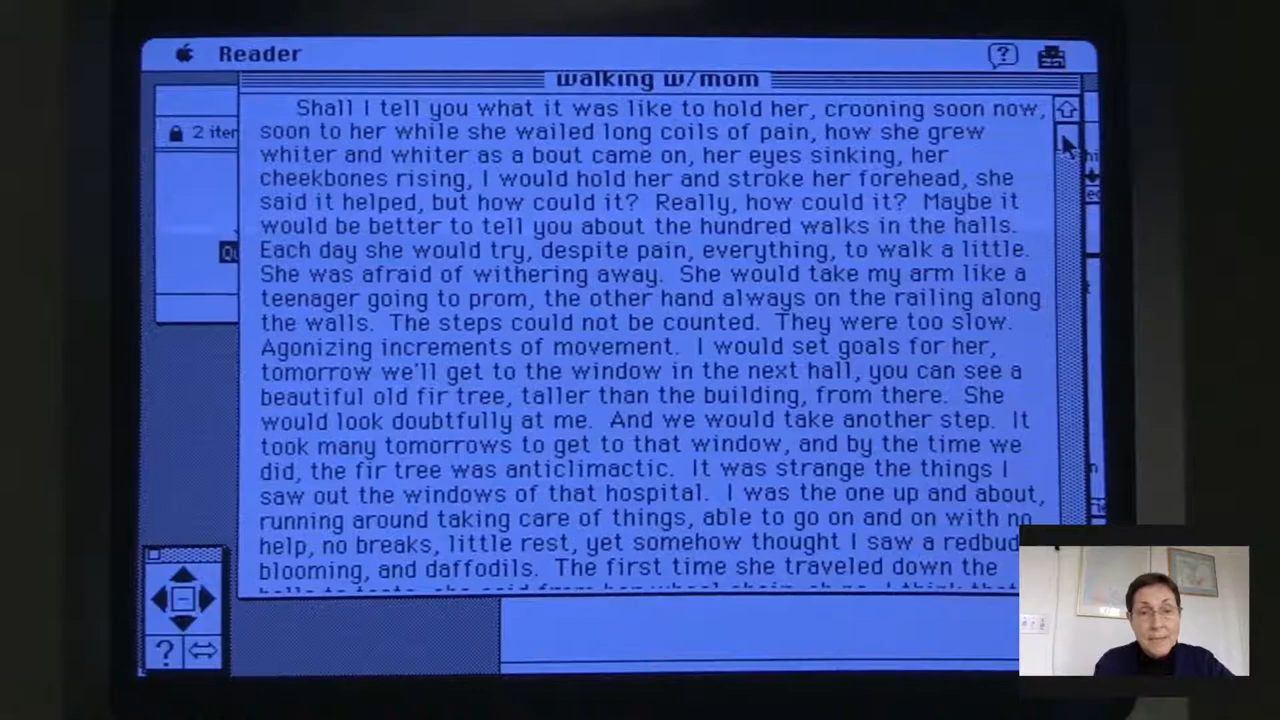 Reader
walking w/mom
2 iter
Shall I tell you what it was like to hold her, crooning soon now,
soon to her while she wailed long coils of pain, how she grew
whiter and whiter as a bout came on, her eyes sinking, her
cheekbones rising, I would hold her and stroke her forehead, she
said it helped, but how could it?  Really, how could it?  Maybe it
would be better to tell you about the hundred walks in the halls.
Each day she would try, despite pain, everything, to walk a little.
She was afraid of withering away.  She would take my arm like a
teenager going to prom, the other hand always on the railing along
the walls.  The steps could not be counted.  They were too slow.
Agonizing increments of movement.  I would set goals for her,
tomorrow we'll get to the window in the next hall, you can see a
beautiful old fir tree, taller than the building, from there.  She
would look doubtfully at me.  And we would take another step.  It
took many tomorrows to get to that window, and by the time we
did, the fir tree was anticlimactic.  It was strange the things I
saw out the windows of that hospital.  I was the one up and about,
running around taking care of things, able to go on and on with no
help, no breaks, little rest, yet somehow thought I saw a redbud
blooming, and daffodils.  The first time she traveled down the